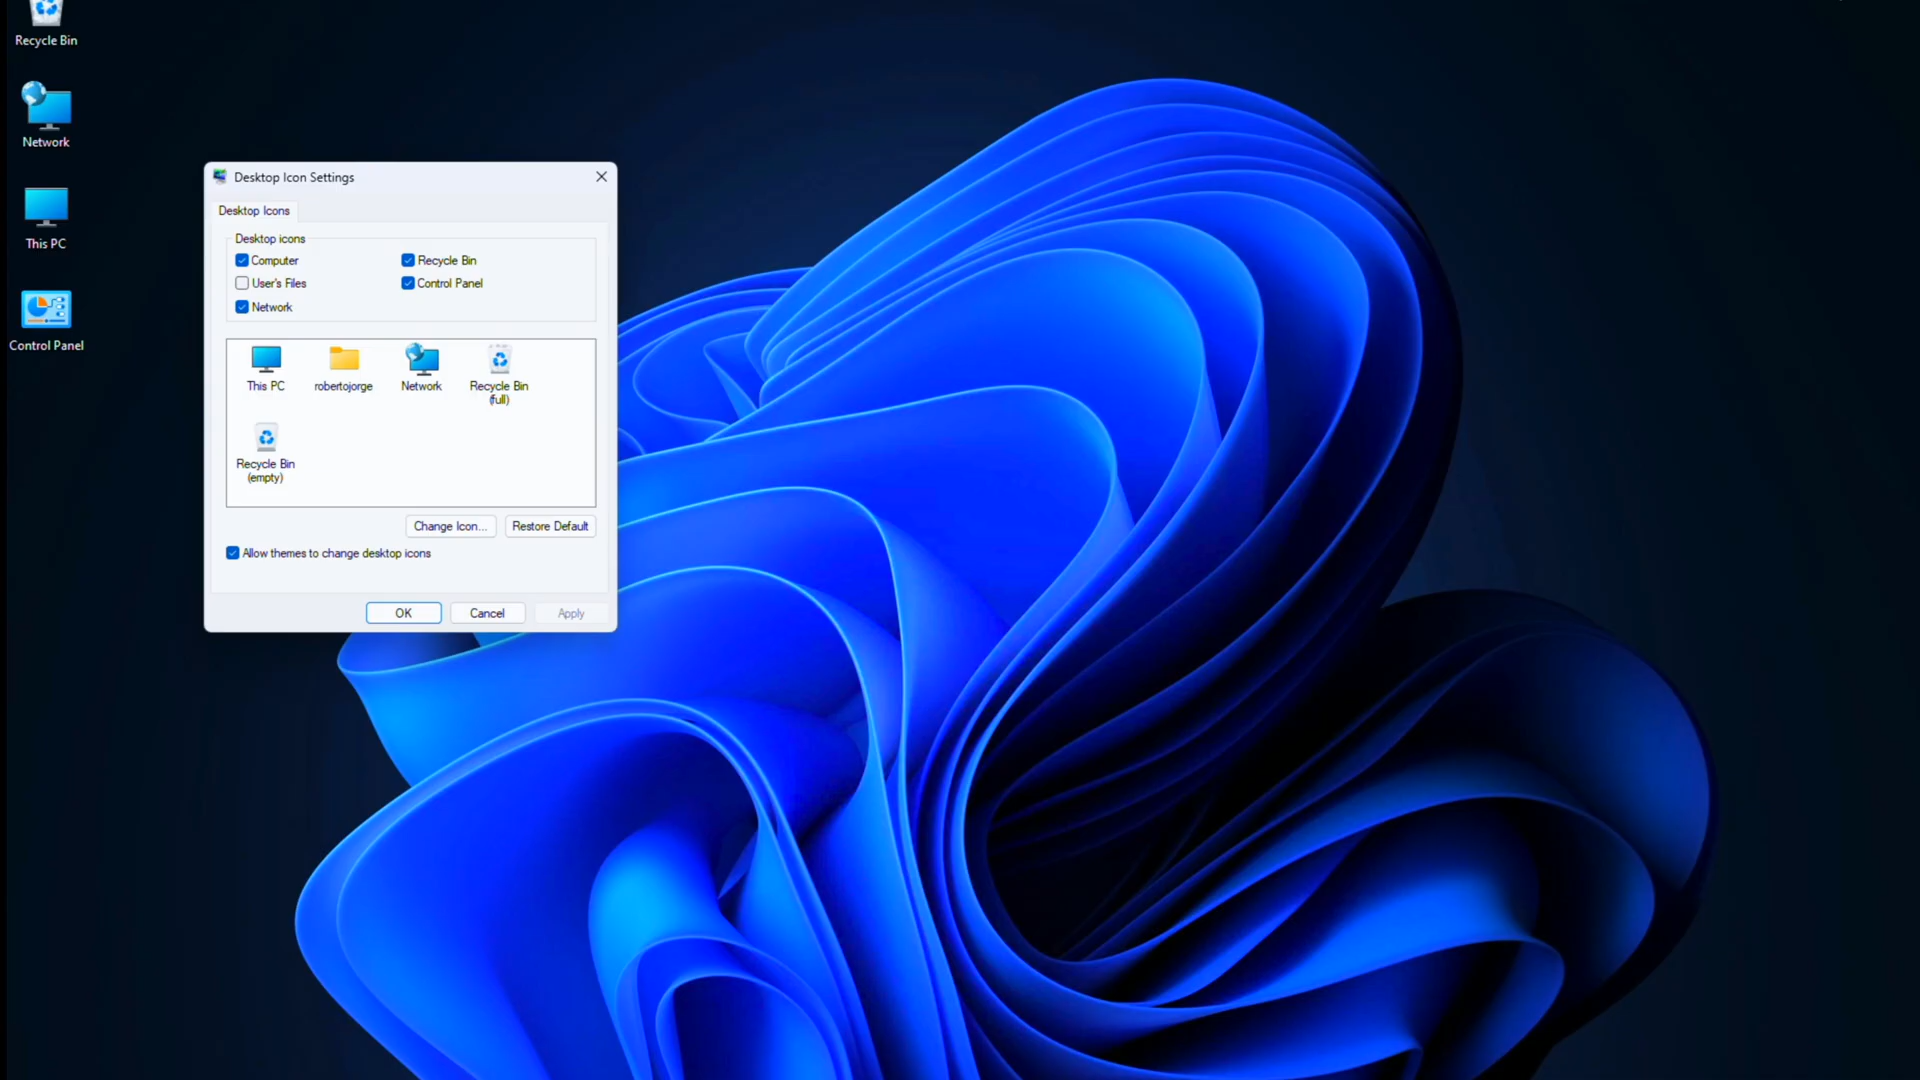 Recycle Bin
Network
This PC
Control Panel
Desktop Icon Settings
Desktop Icons
Desktop icons
Computer
Recycle Bin
User's Files
Control Panel
Network
This PC
robertojorge
Network
Recycle Bin
(full)
Recycle Bin
(empty)
Change Icon...
Restore Default
Allow themes to change desktop icons
OK
Cancel
Apply